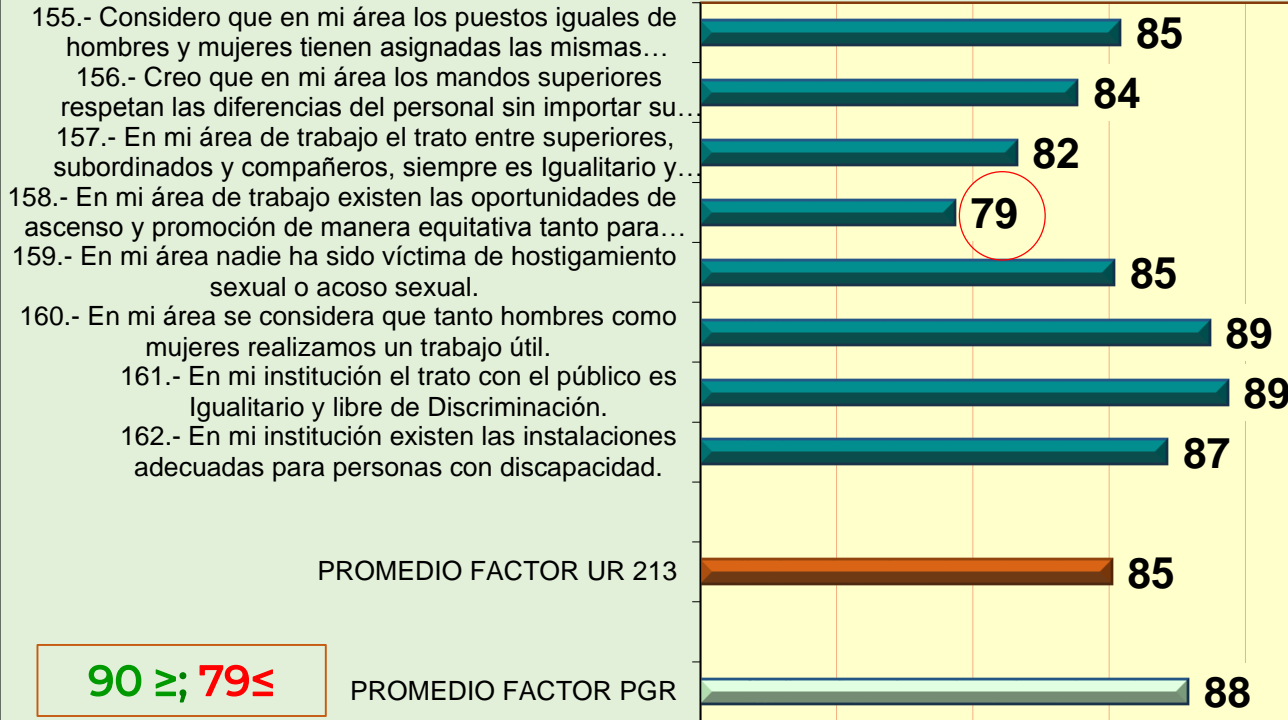 155.- Considero que en mi área los puestos iguales de
hombres y mujeres tienen asignadas las mismas…
85
156.- Creo que en mi área los mandos superiores
respetan las diferencias del personal sin importar su…
84
157.- En mi área de trabajo el trato entre superiores,
subordinados y compañeros, siempre es Igualitario y…
82
158.- En mi área de trabajo existen las oportunidades de
ascenso y promoción de manera equitativa tanto para…
79
159.- En mi área nadie ha sido víctima de hostigamiento
sexual o acoso sexual.
85
160.- En mi área se considera que tanto hombres como
mujeres realizamos un trabajo útil.
89
161.- En mi institución el trato con el público es
Igualitario y libre de Discriminación.
89
162.- En mi institución existen las instalaciones
adecuadas para personas con discapacidad.
87
PROMEDIO FACTOR UR 213
85
90 ≥; 79≤
PROMEDIO FACTOR PGR
88